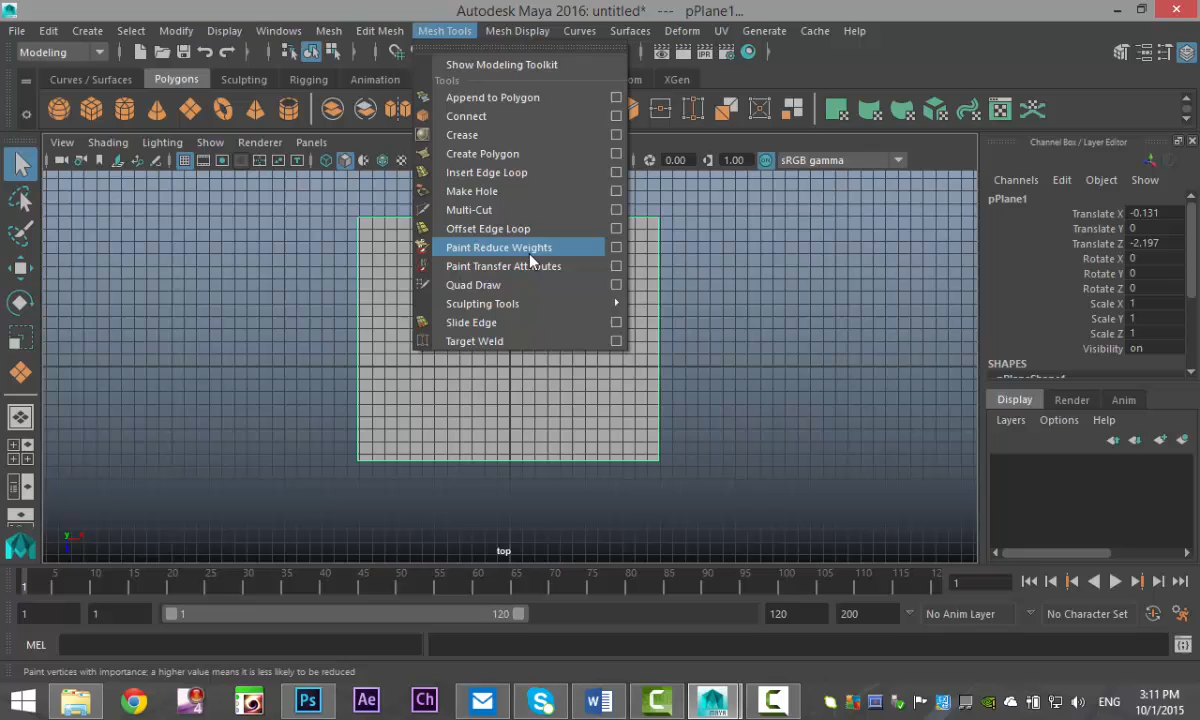 Autodesk Maya 2016: untitled*   ---   pPlane1...
File Edit Create Select Modify Display Windows Mesh Edit Mesh Mesh Tools Mesh Display Curves Surfaces Deform UV Generate Cache Help
Modeling
Curves / Surfaces Polygons Sculpting Rigging Animation om XGen
Show Modeling Toolkit
Tools
Append to Polygon
Connect
Crease
Create Polygon
Insert Edge Loop
Make Hole
Multi-Cut
Offset Edge Loop
Paint Reduce Weights
Paint Transfer Attributes
Quad Draw
Sculpting Tools
Slide Edge
Target Weld
View Shading Lighting Show Renderer Panels
0.00 1.00 sRGB gamma
top
Channel Box / Layer Editor
Channels Edit Object Show
pPlane1
Translate X -0.131
Translate Y 0
Translate Z -2.197
Rotate X 0
Rotate Y 0
Rotate Z 0
Scale X 1
Scale Y 1
Scale Z 1
Visibility on
SHAPES
pPlaneShape1
Display Render Anim
Layers Options Help
1 5 10 15 20 25 30 35 40 45 50 55 60 65 70 75 80 85 90 95 100 105 110 115 12 1
1 1 1 120 120 200 No Anim Layer No Character Set
MEL
Paint vertices with importance: a higher value means it is less likely to be reduced
Ps Ae Ch ENG
3:11 PM
10/1/2015